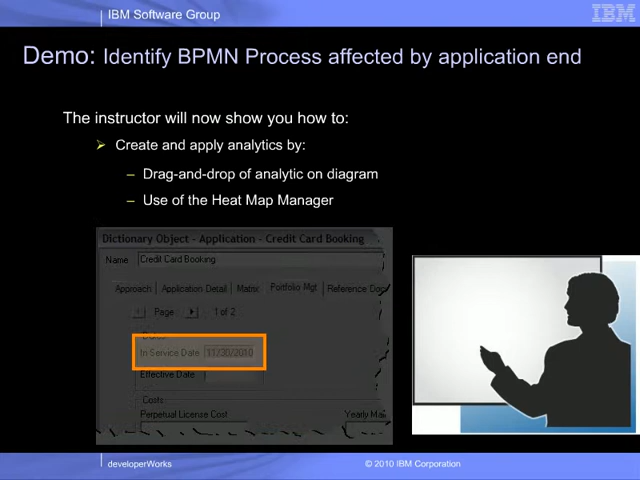 IBM Software Group
IBM
Demo: Identify BPMN Process affected by application end
The instructor will now show you how to:
Create and apply analytics by:
– Drag-and-drop of analytic on diagram
– Use of the Heat Map Manager
Dictionary Object - Application - Credit Card Booking
Name Credit Card Booking
Approach Application Detail Matrix Portfolio Mgt Reference Doc
Page: 1 of 2
Dates
In Service Date 11/30/2010
Effective Date
Costs
Perpetual License Cost Yearly Mai
developerWorks © 2010 IBM Corporation